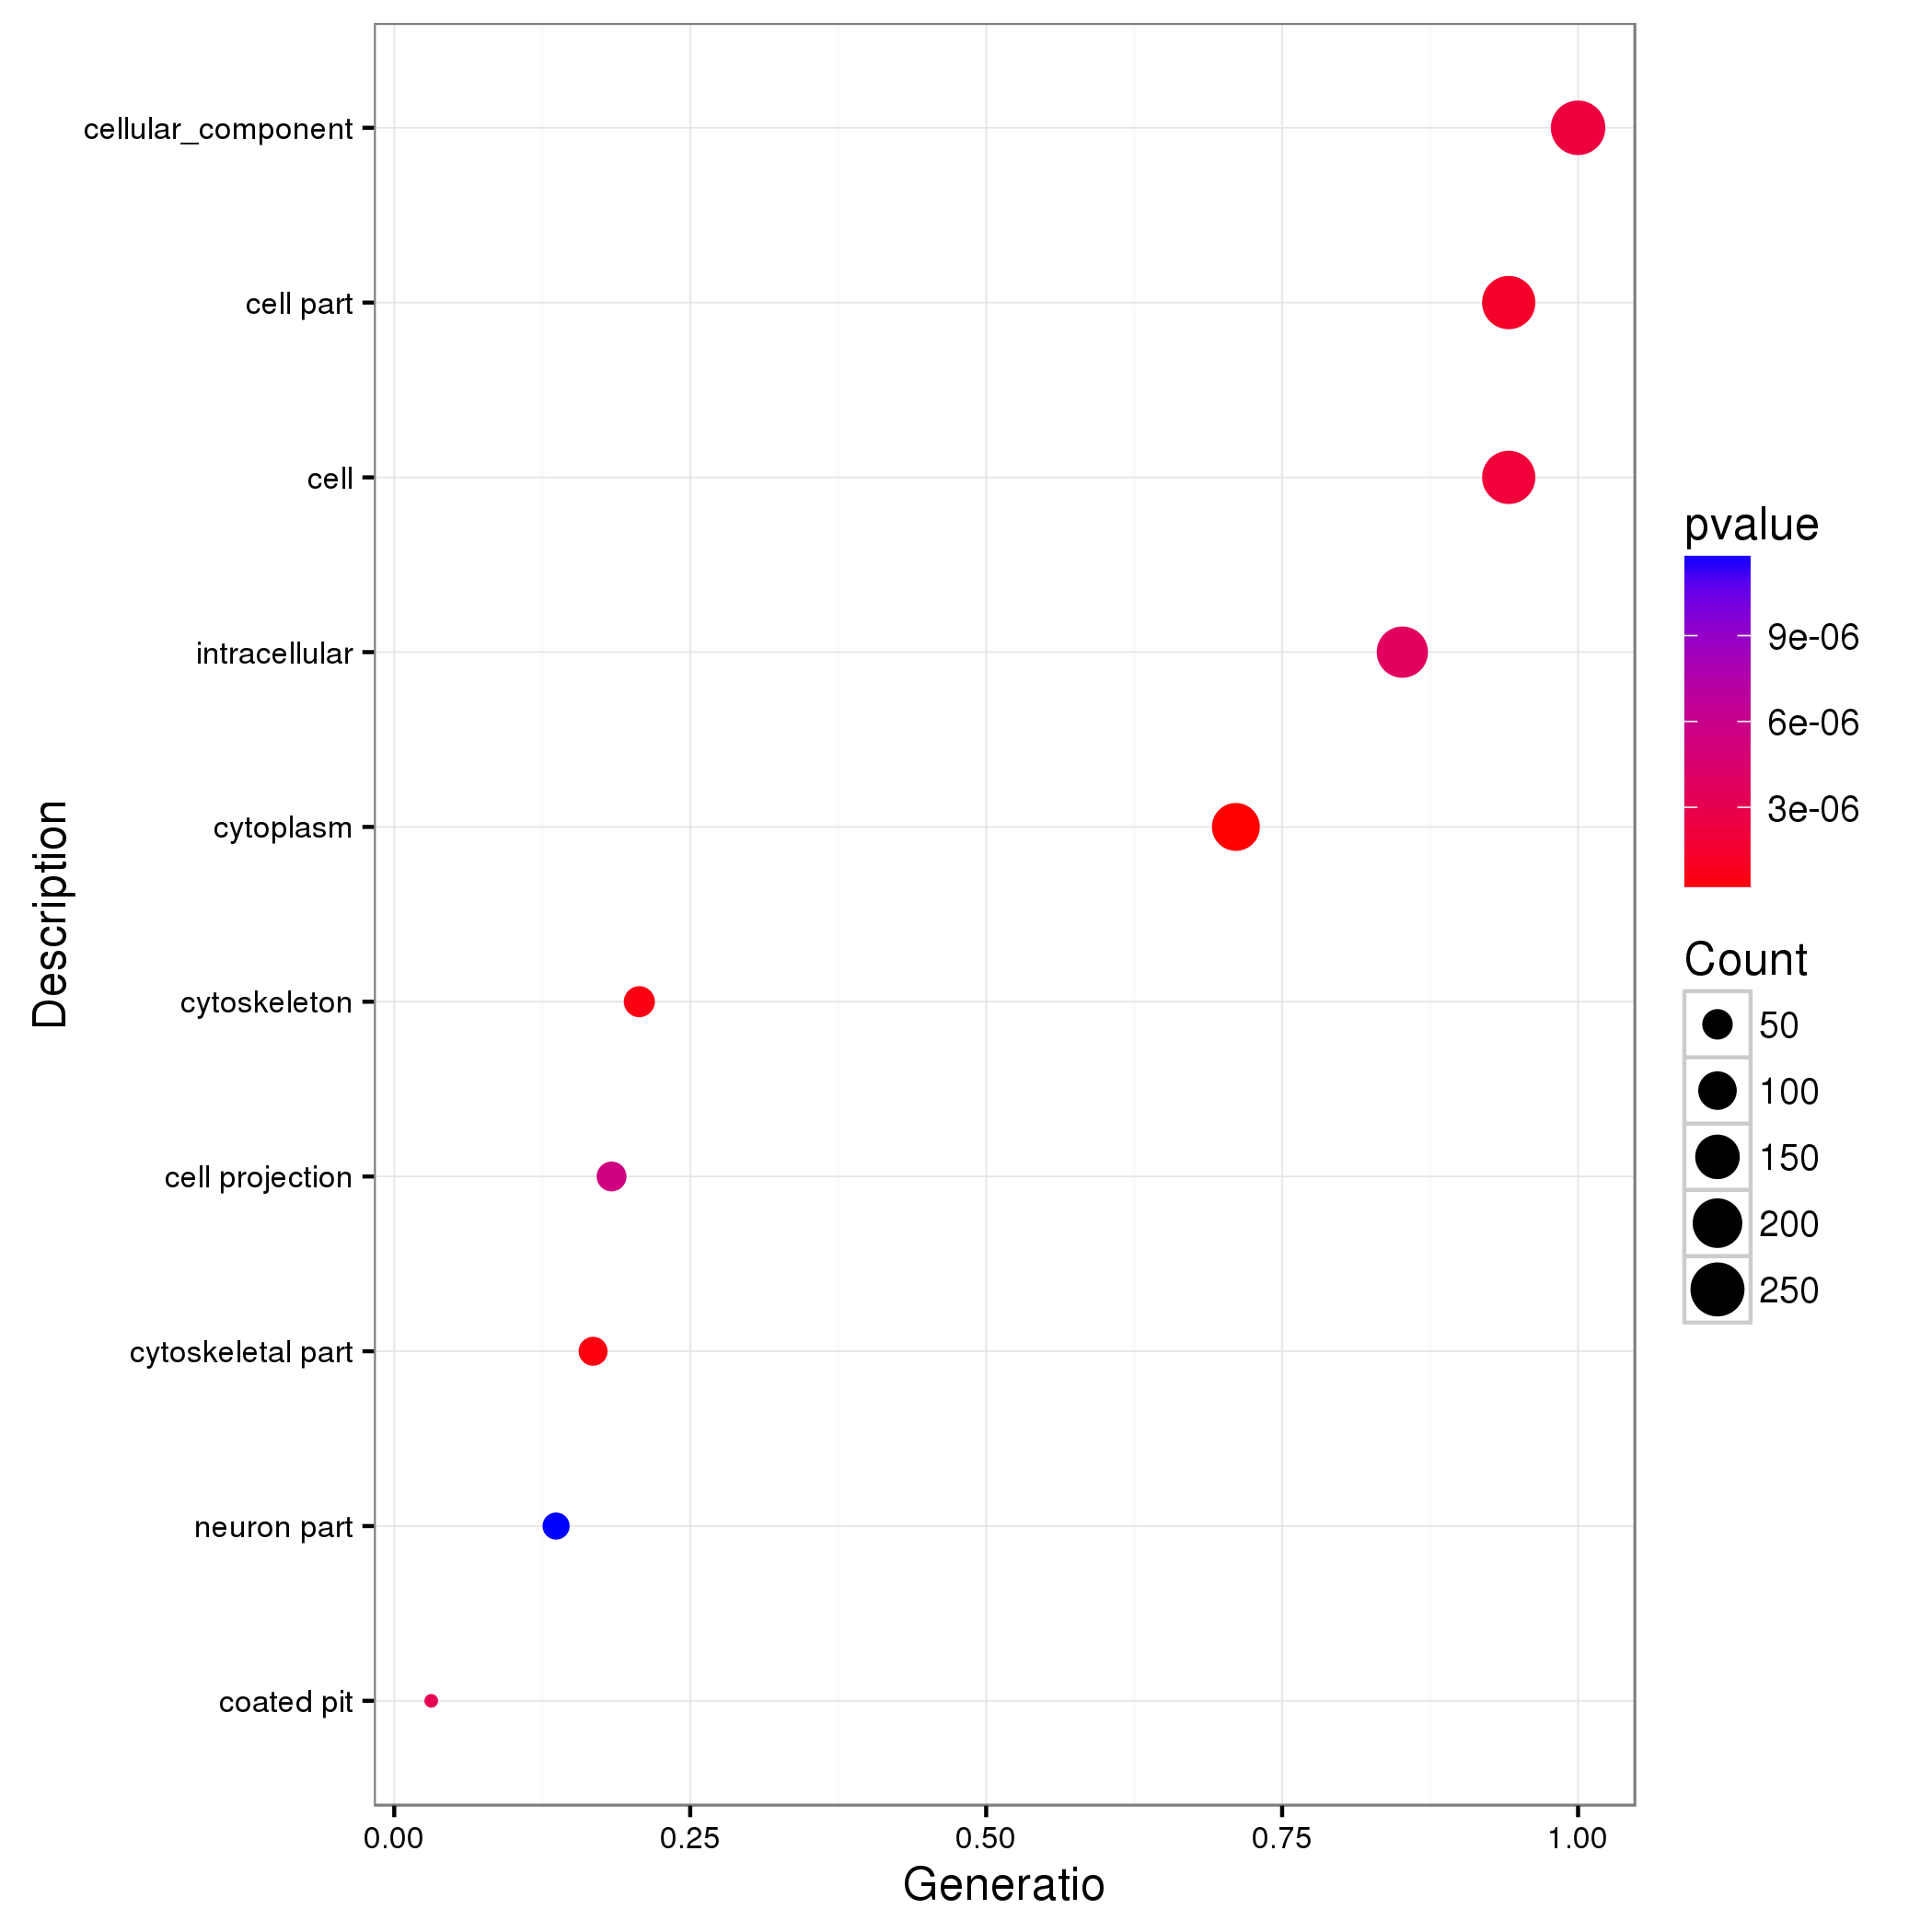 cellular_component
cell part
cell
intracellular
cytoplasm
cytoskeleton
cell projection
cytoskeletal part
neuron part
coated pit
Description
0.00 0.25 0.50 0.75 1.00
Generatio
pvalue
9e-06
6e-06
3e-06
Count
50
100
150
200
250